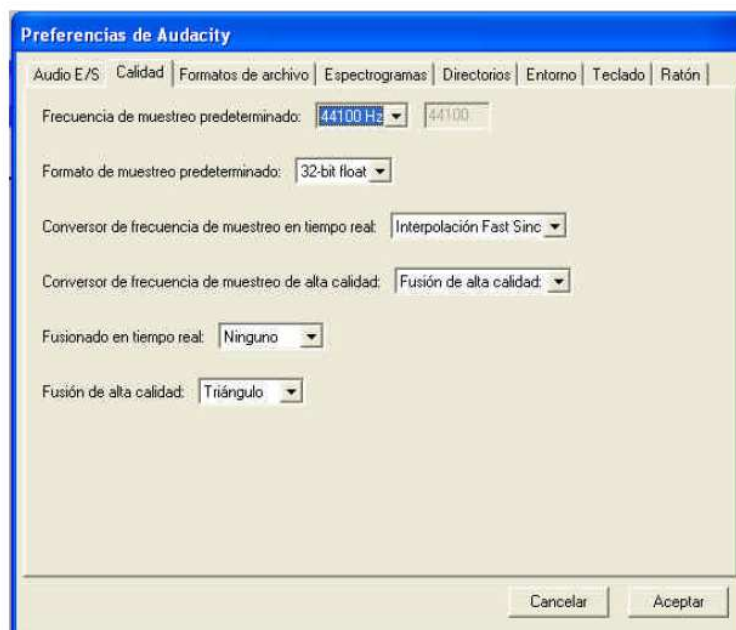 Preferencias de Audacity
Audio E/S Calidad Formatos de archivo Espectrogramas Directorios Entorno Teclado Ratón
Frecuencia de muestreo predeterminado: 44100 Hz 44100
Formato de muestreo predeterminado: 32-bit float
Conversor de frecuencia de muestreo en tiempo real: Interpolación Fast Sinc
Conversor de frecuencia de muestreo de alta calidad: Fusión de alta calidad:
Fusionado en tiempo real: Ninguno
Fusión de alta calidad: Triángulo
Cancelar Aceptar